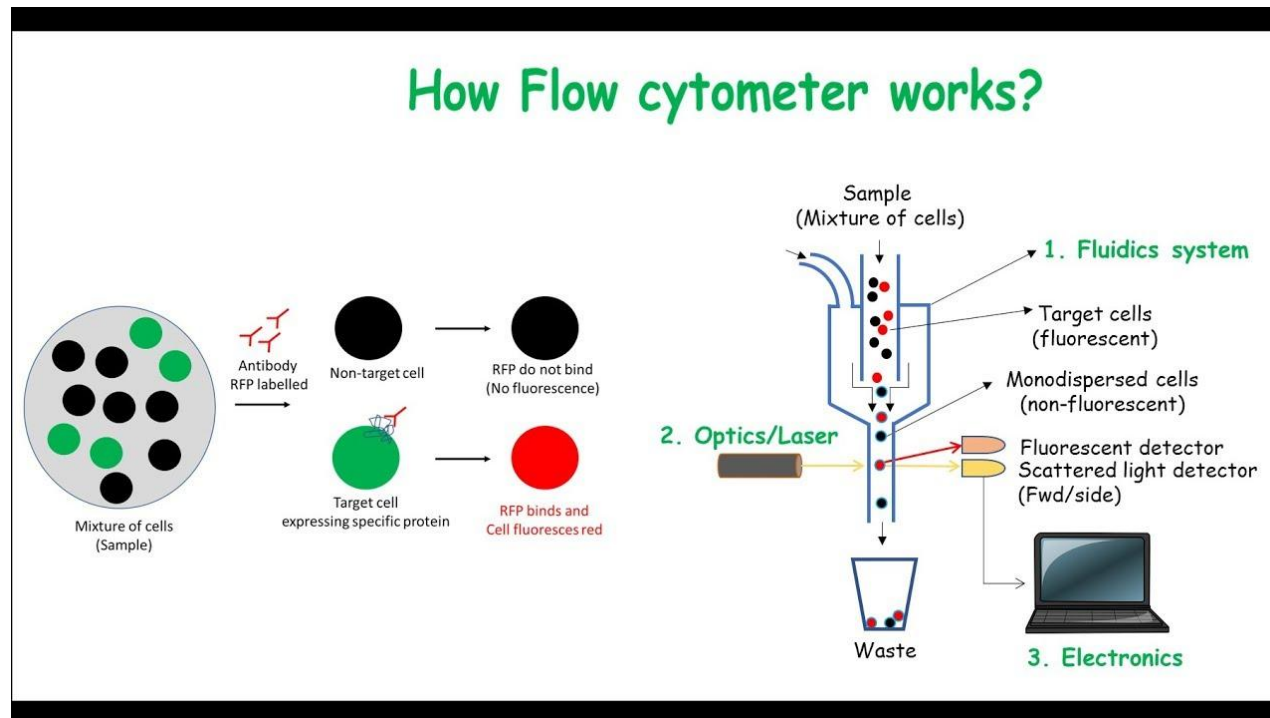 How Flow cytometer works?
Mixture of cells
(Sample)
Antibody
RFP labelled
Non-target cell
RFP do not bind
(No fluorescence)
Target cell
expressing specific protein
RFP binds and
Cell fluoresces red
Sample
(Mixture of cells)
1. Fluidics system
Target cells
(fluorescent)
Monodispersed cells
(non-fluorescent)
2. Optics/Laser
Fluorescent detector
Scattered light detector
(Fwd/side)
Waste
3. Electronics